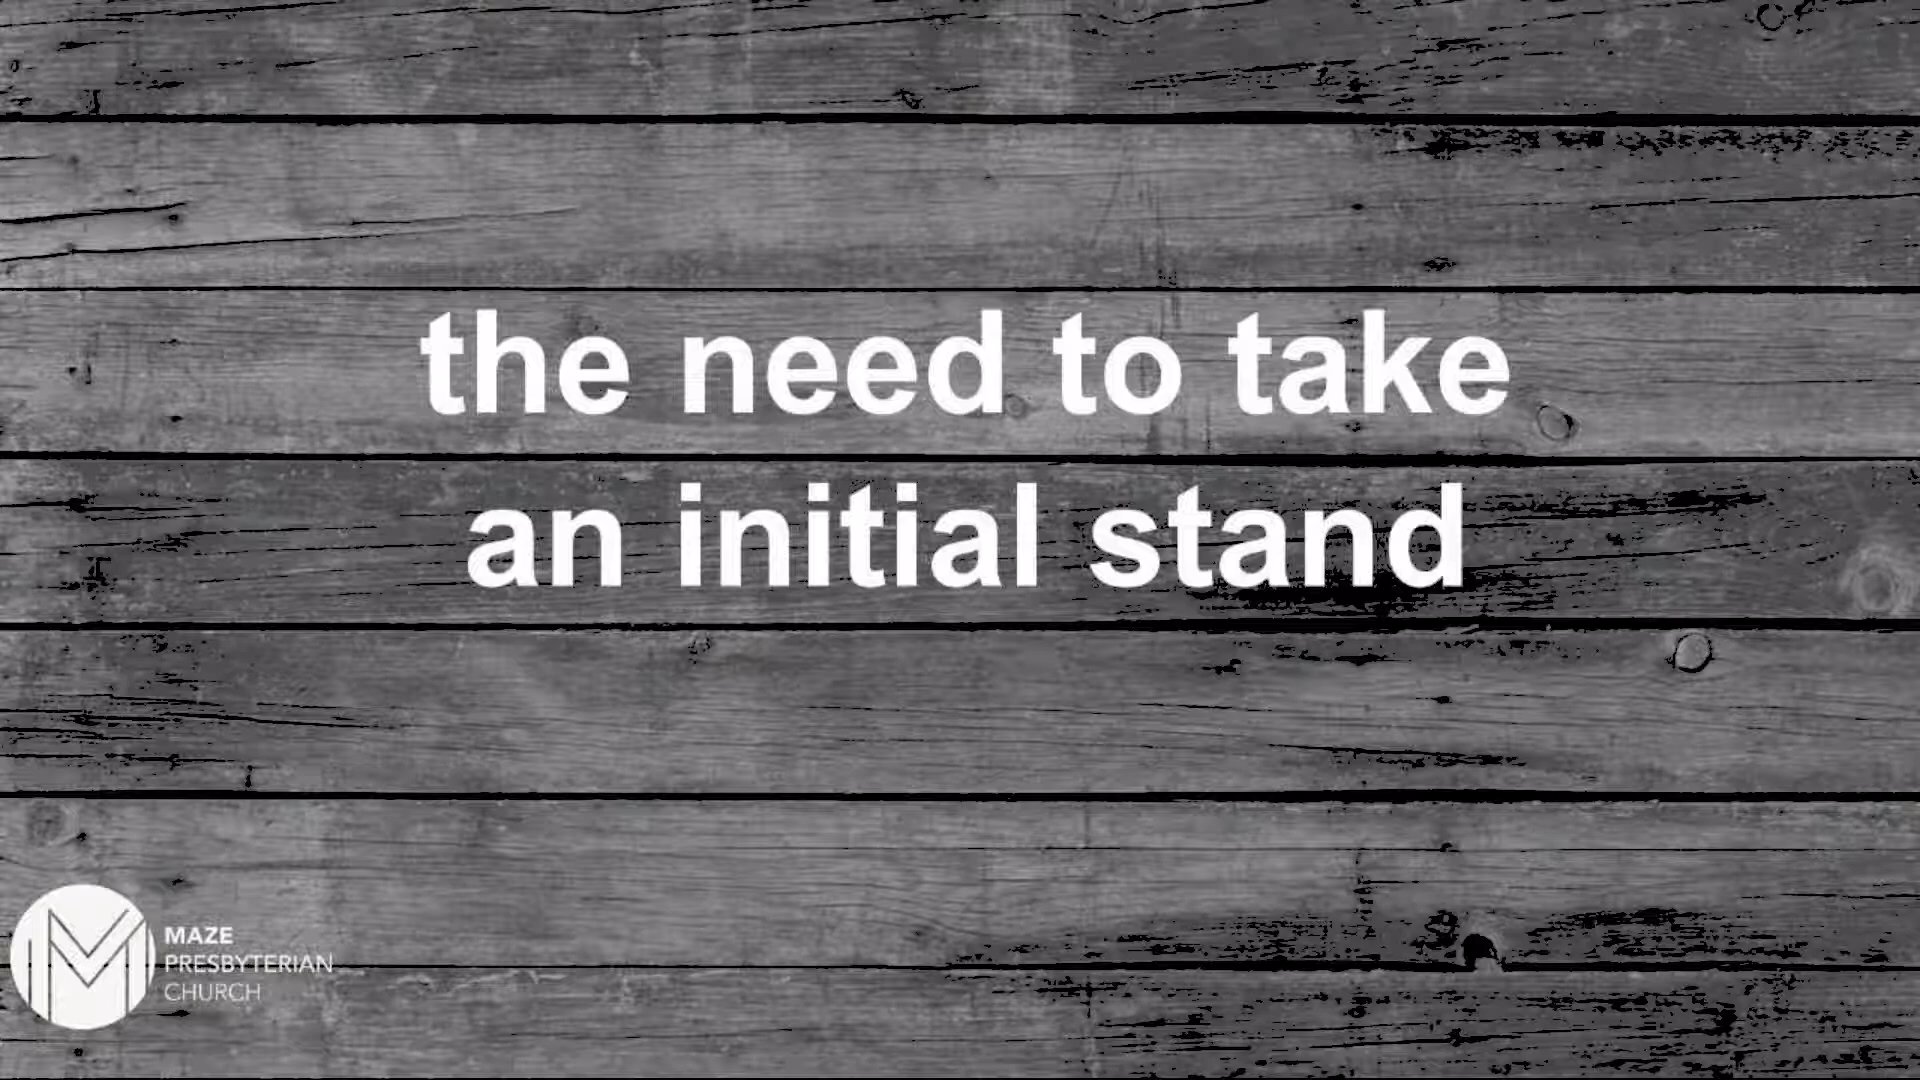 the need to take
an initial stand
MAZE
PRESBYTERIAN
CHURCH